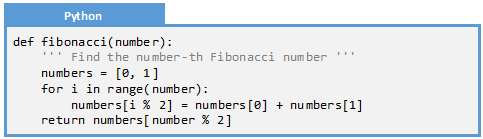 Python
def fibonacci(number):
    ''' Find the number-th Fibonacci number '''
    numbers = [0, 1]
    for i in range(number):
        numbers[i % 2] = numbers[0] + numbers[1]
    return numbers[number % 2]